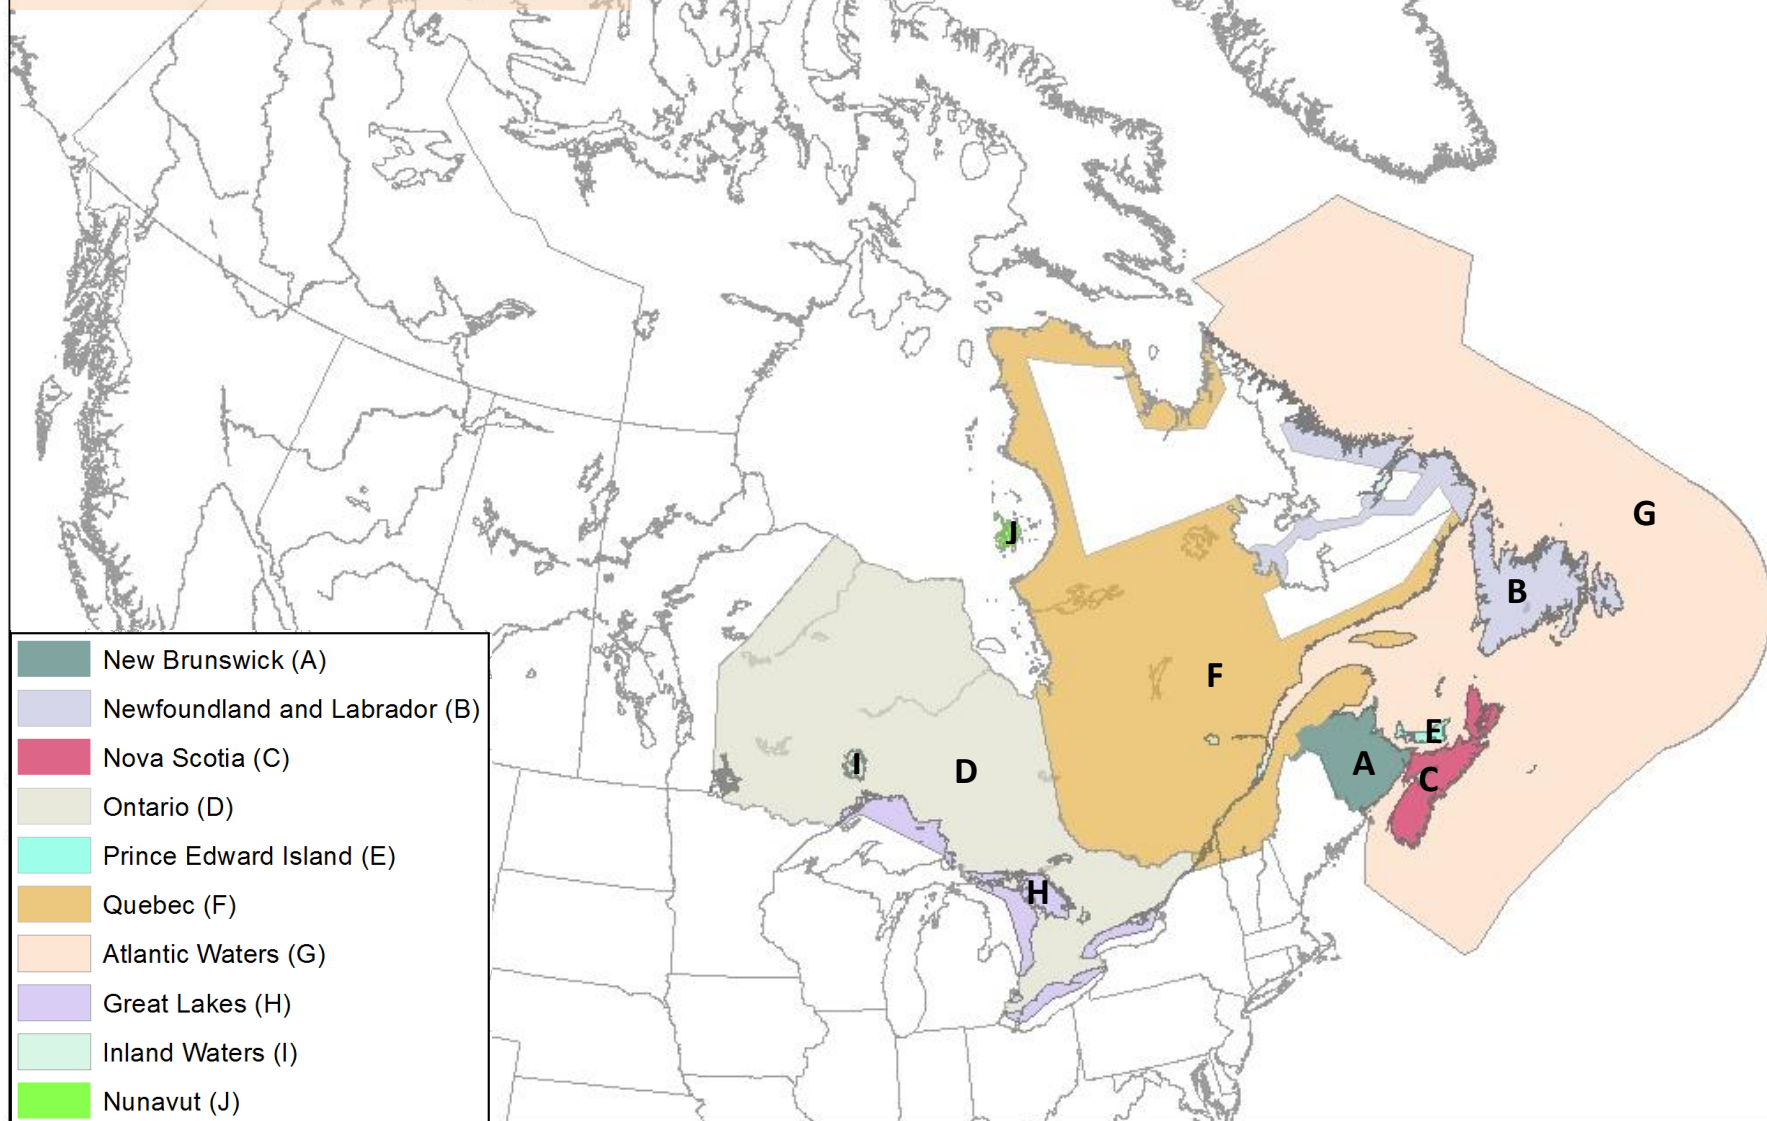 J
G
B
F
E
I
D
A
C
H
New Brunswick (A)
Newfoundland and Labrador (B)
Nova Scotia (C)
Ontario (D)
Prince Edward Island (E)
Quebec (F)
Atlantic Waters (G)
Great Lakes (H)
Inland Waters (I)
Nunavut (J)